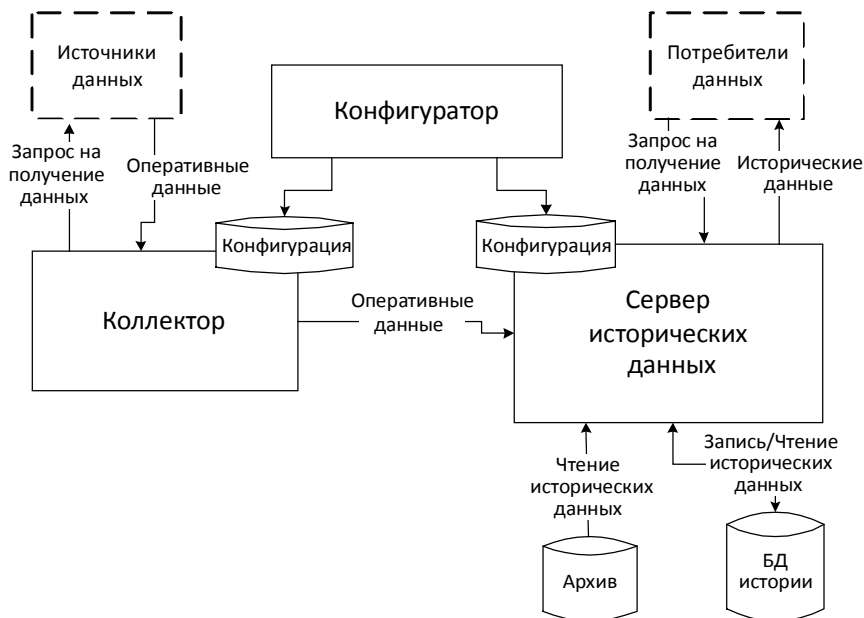 Источники
данных
Потребители
данных
Конфигуратор
Запрос на
получение
данных
Оперативные
данные
Запрос на
получение
данных
Исторические
данные
Конфигурация
Конфигурация
Коллектор
Оперативные
данные
Сервер
исторических
данных
Чтение
исторических
данных
Запись/Чтение
исторических
данных
Архив
БД
истории